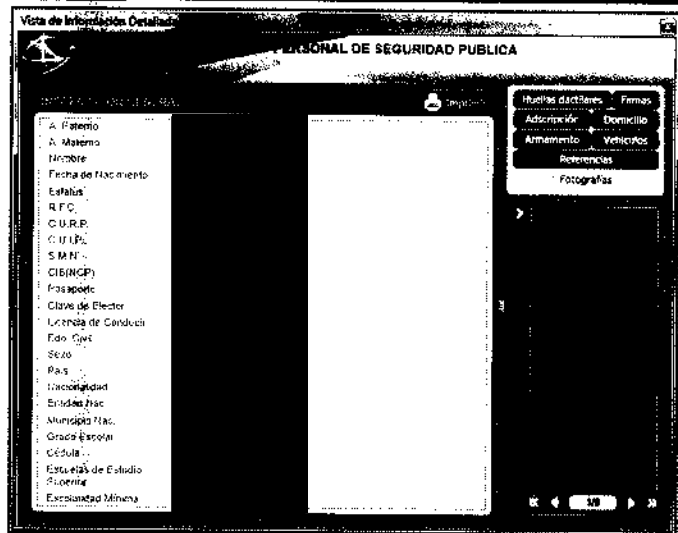 Vista de Información Detallada
PERSONAL DE SEGURIDAD PUBLICA
Imprimir
Huellas dactilares Firmas
Adscripción Domicilio
Armamento Vehiculos
Referencias
Fotografías
A. Paterno
A. Materno
Nombre
Fecha de Nacimiento
Estatus
R.F.C.
C.U.R.P.
C.U.I.P.
S.M.N.
CIB(NCP)
Pasaporte
Clave de Elector
Licencia de Conducir
Edo. Civil
Sexo
País
Nacionalidad
Entidad Nac.
Municipio Nac.
Grado Escolar
Cédula
Escuelas de Estudio
Superior
Escolaridad Mínima